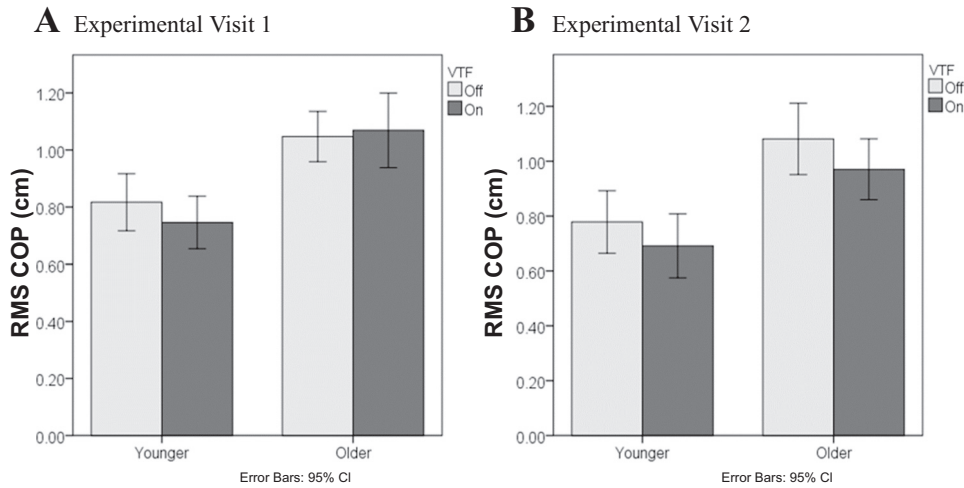 A Experimental Visit 1
VTF
Off
On
RMS COP (cm)
1.20
1.00
0.80
0.60
0.40
0.20
0.00
Younger
Older
Error Bars: 95% CI
B Experimental Visit 2
VTF
Off
On
RMS COP (cm)
1.20
1.00
0.80
0.60
0.40
0.20
0.00
Younger
Older
Error Bars: 95% CI